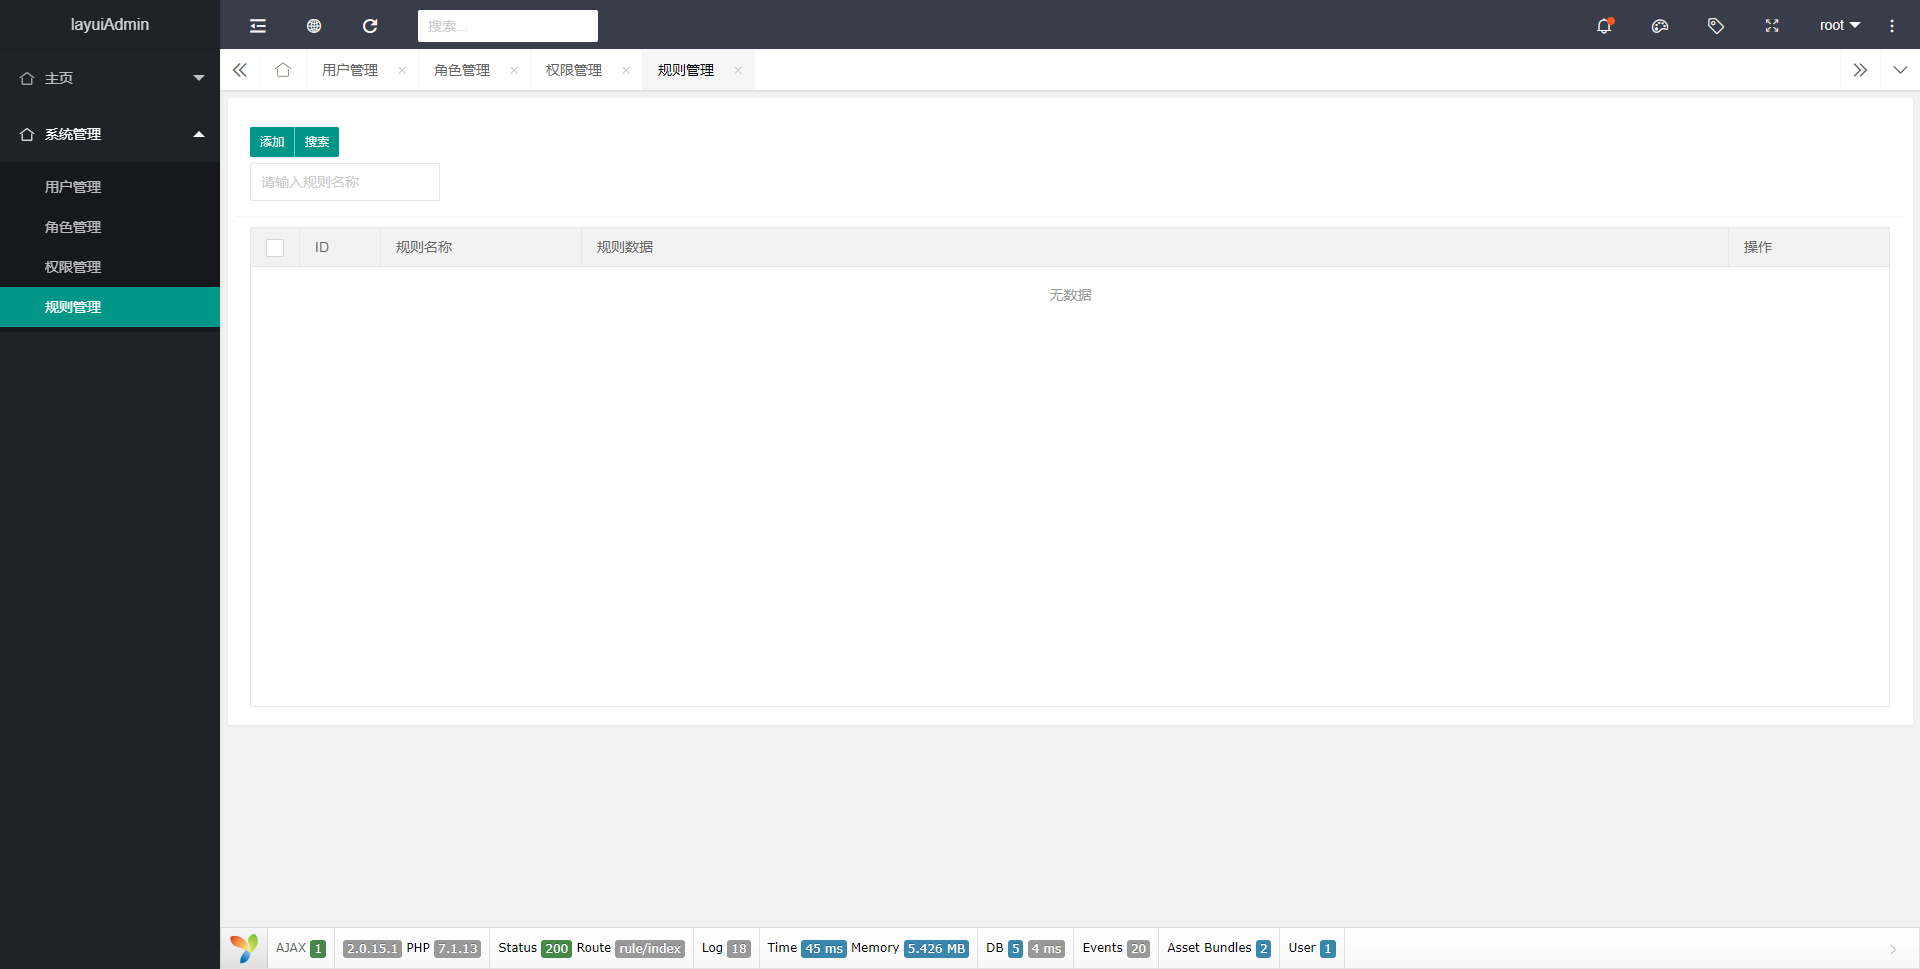 layuiAdmin
搜索...
root
主页
系统管理
用户管理
角色管理
权限管理
规则管理
用户管理
角色管理
权限管理
规则管理
添加 搜索
请输入规则名称
ID 规则名称 规则数据 操作
无数据
AJAX 1 2.0.15.1 PHP 7.1.13 Status 200 Route rule/index Log 18 Time 45 ms Memory 5.426 MB DB 5 4 ms Events 20 Asset Bundles 2 User 1